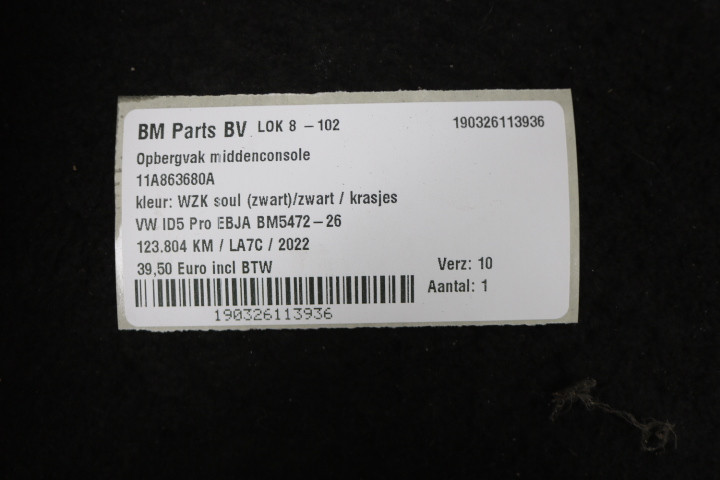 BM Parts BV LOK 8 - 102 190326113936
Opbergvak middenconsole
11A863680A
kleur: WZK soul (zwart)/zwart / krasjes
VW ID5 Pro EBJA BM5472-26
123.804 KM / LA7C / 2022
39,50 Euro incl BTW Verz: 10
Aantal: 1
190326113936